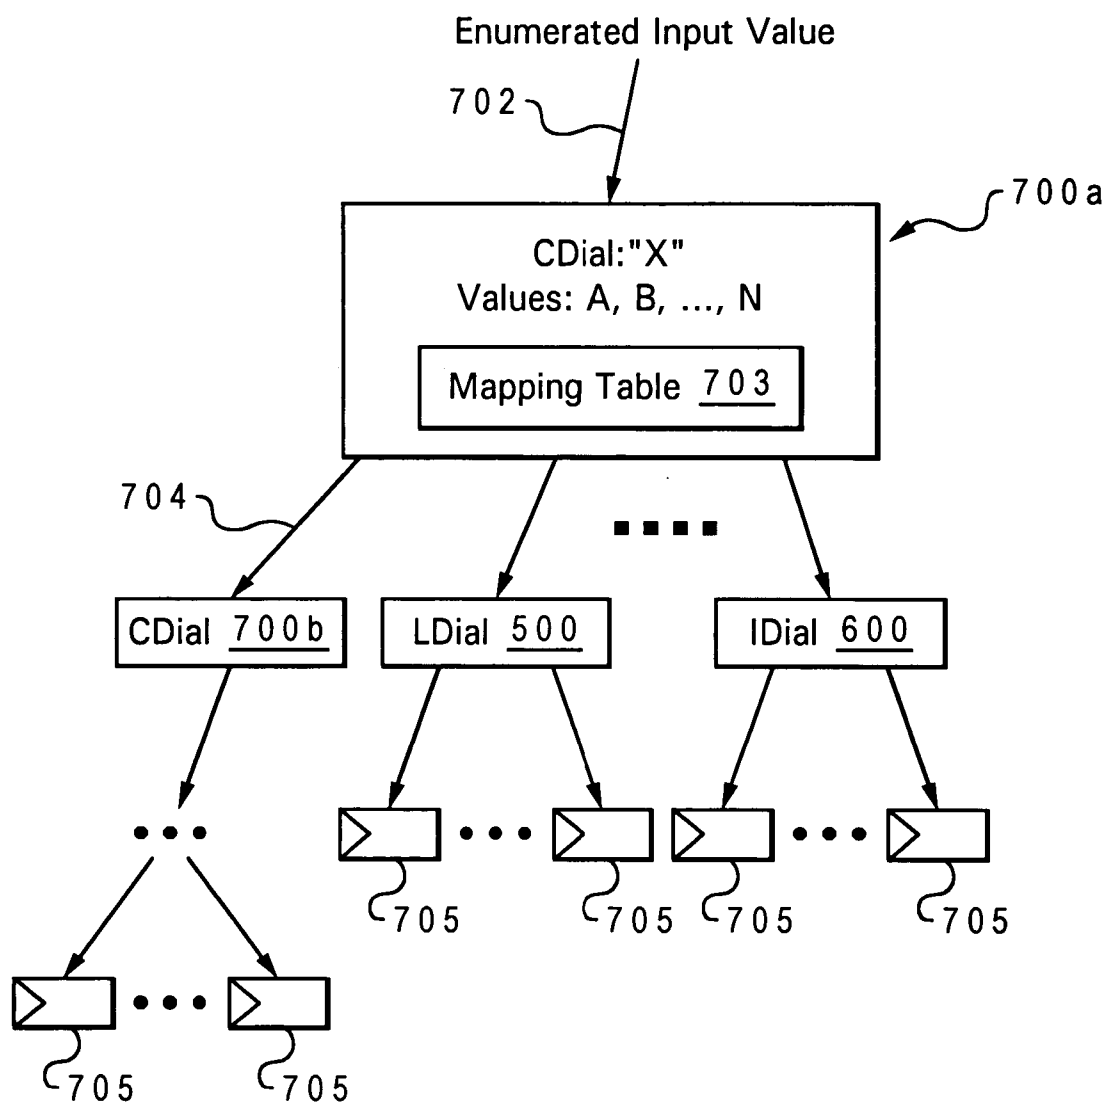 Enumerated Input Value
702
700a
CDial:"X"
Values: A, B, ..., N
Mapping Table 703
704
CDial 700b
LDial 500
IDial 600
705
705
705
705
705
705